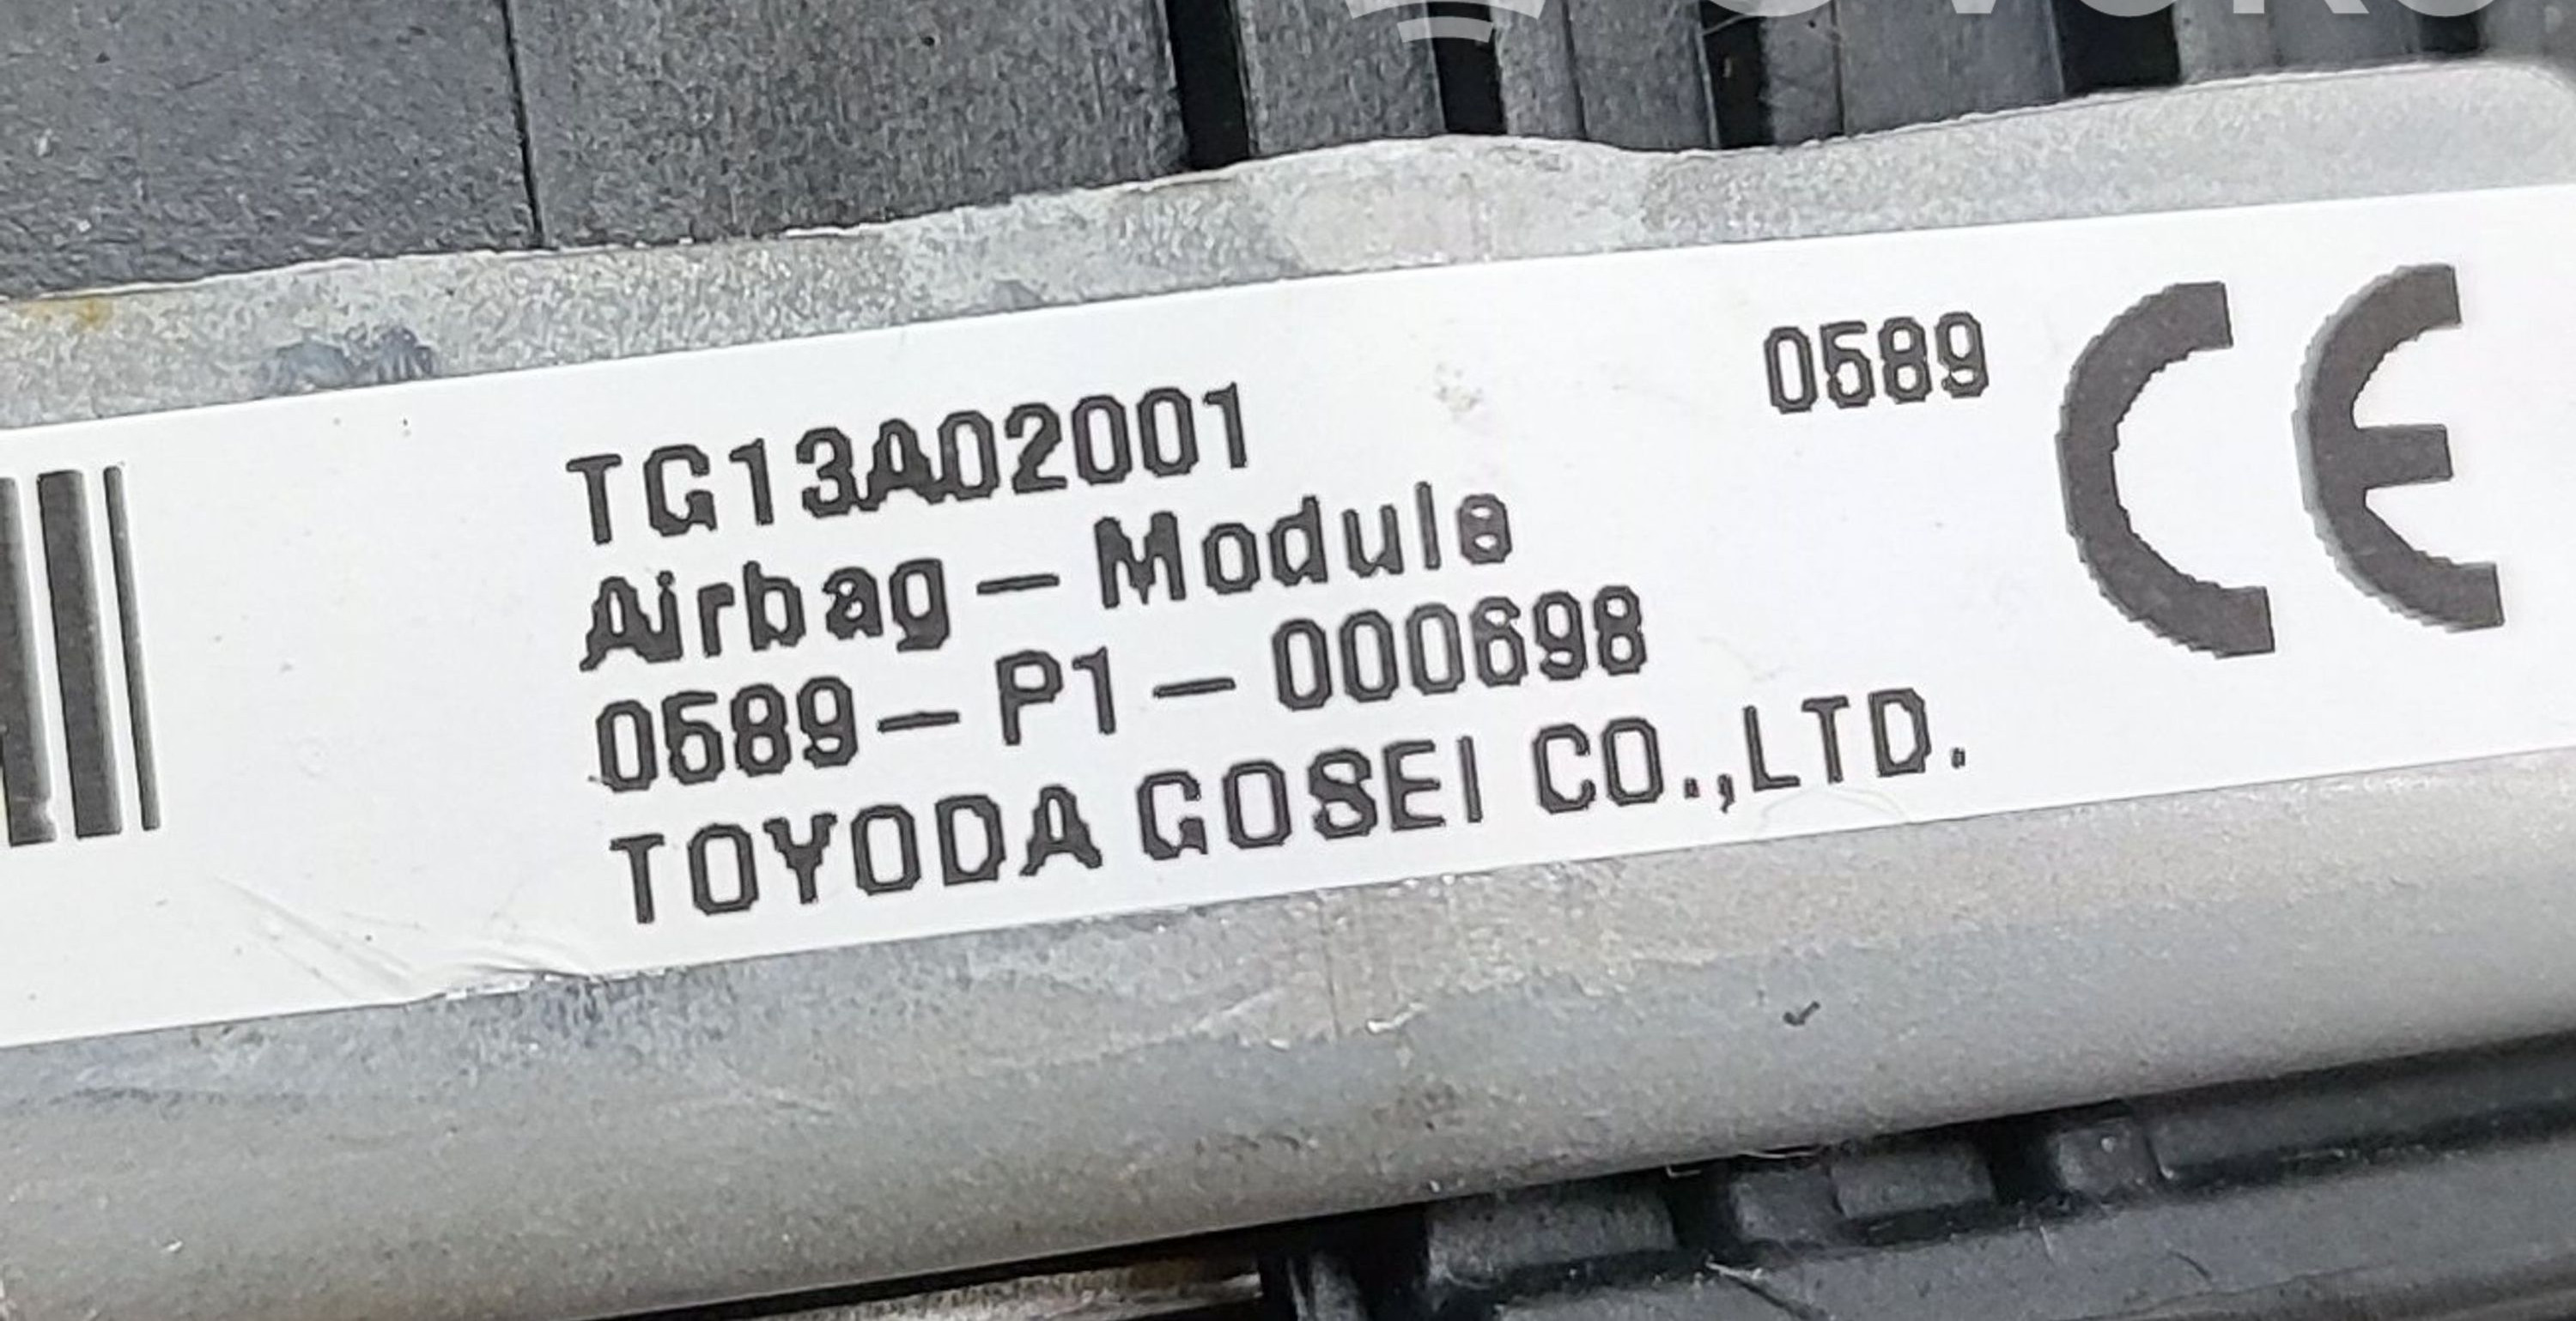 TG13A02001
Airbag-Module
0589-P1-000698
TOYODA GOSEI CO.,LTD.
0589 CE